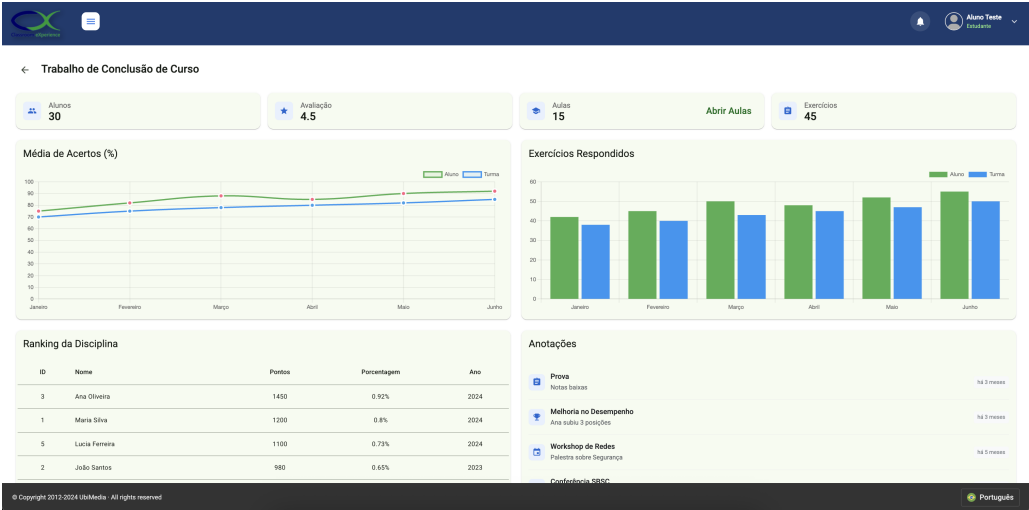 Aluno Teste
Estudante
Trabalho de Conclusão de Curso
Alunos
30
Avaliação
4.5
Aulas
15
Abrir Aulas
Exercícios
45
Média de Acertos (%)
Aluno Turma
100
90
80
70
60
50
40
30
20
10
0
Janeiro Fevereiro Março Abril Maio Junho
Exercícios Respondidos
Aluno Turma
60
50
40
30
20
10
0
Janeiro Fevereiro Março Abril Maio Junho
Ranking da Disciplina
ID Nome Pontos Porcentagem Ano
3 Ana Oliveira 1450 0.92% 2024
1 Maria Silva 1200 0.8% 2024
5 Lucia Ferreira 1100 0.73% 2024
2 João Santos 980 0.65% 2023
Anotações
Prova
Notas baixas
há 3 meses
Melhoria no Desempenho
Ana subiu 3 posições
há 3 meses
Workshop de Redes
Palestra sobre Segurança
há 5 meses
Conferência SBSC
© Copyright 2012-2024 UbiMedia - All rights reserved
Português